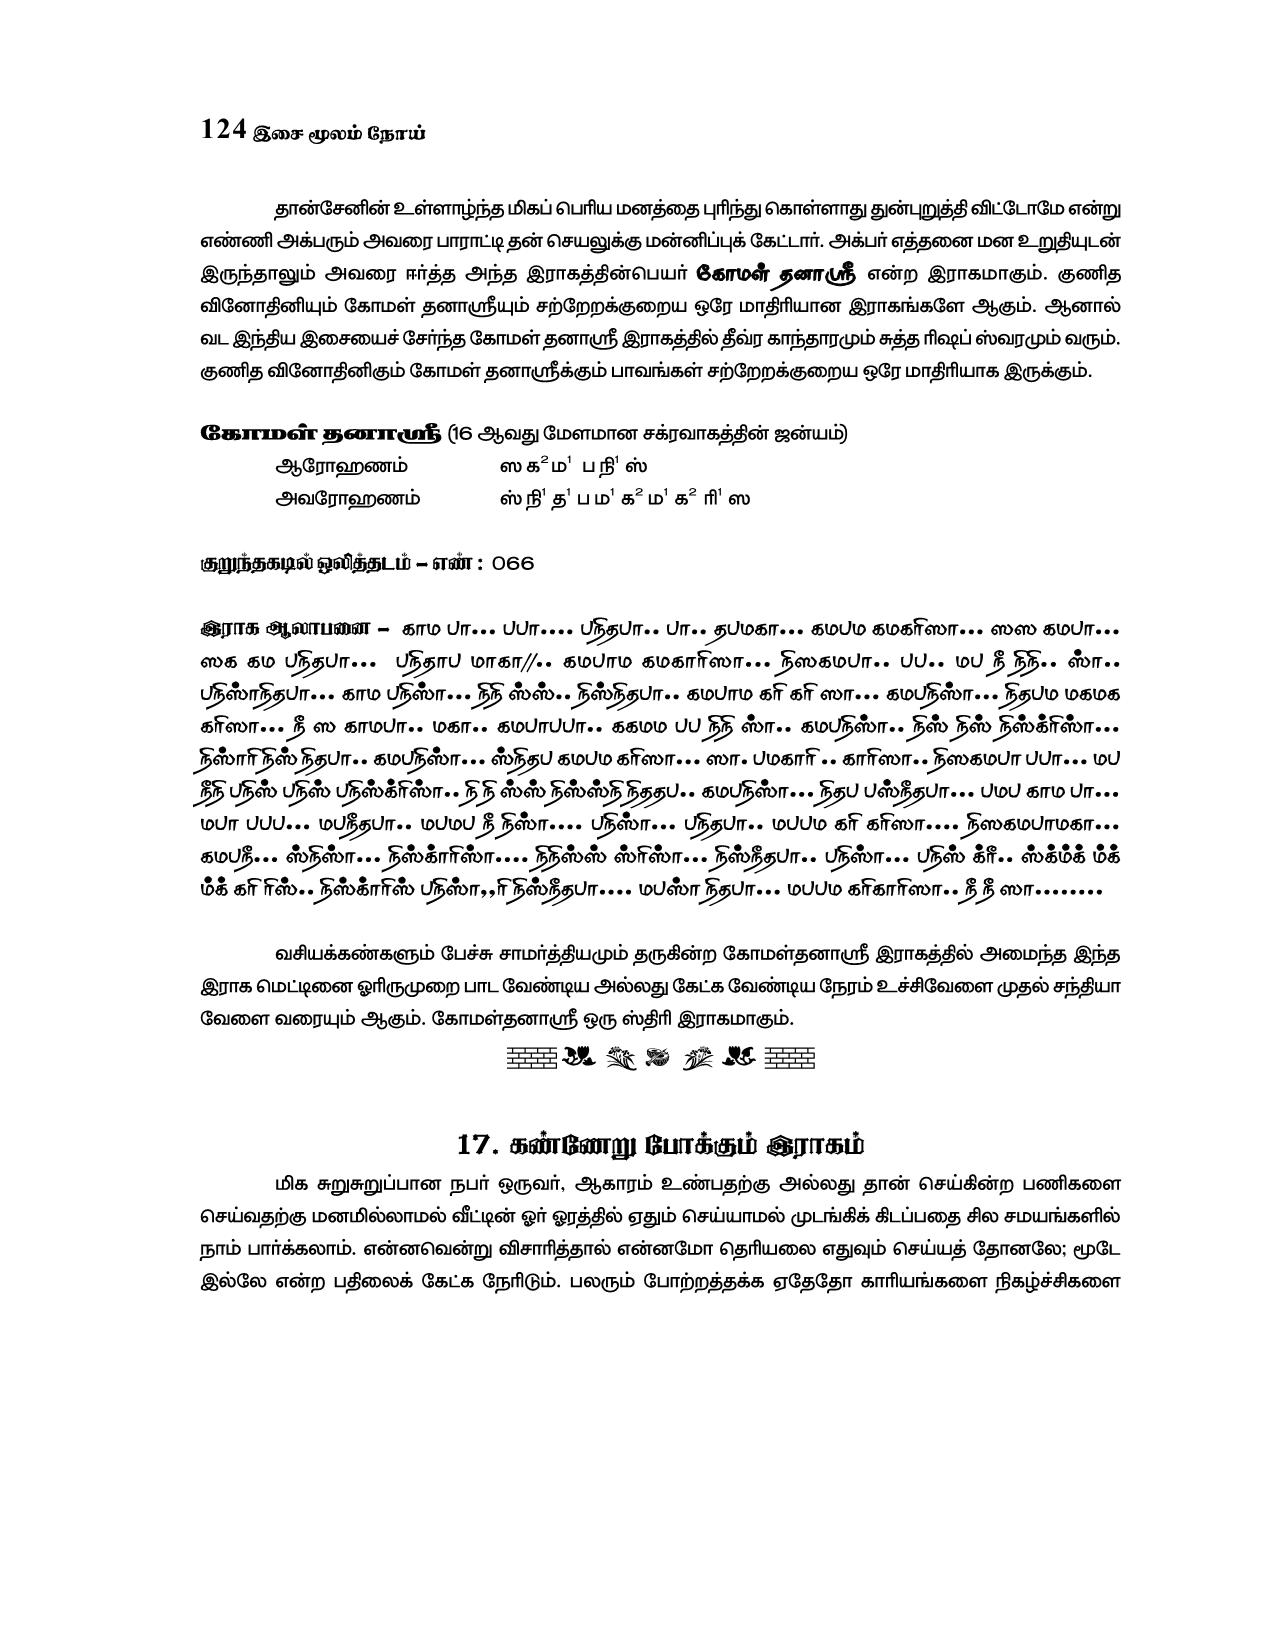 124 இசை மூலம் நோய்
தான்சேனின் உள்ளாழ்ந்த மிகப் பெரிய மனத்தை புரிந்து கொள்ளாது துன்புறுத்தி விட்டோமே என்று
எண்ணி அக்பரும் அவரை பாராட்டி தன் செயலுக்கு மன்னிப்புக் கேட்டார். அக்பர் எத்தனை மன உறுதியுடன்
இருந்தாலும் அவரை ஈர்த்த அந்த இராகத்தின்பெயர் கோமள் தனாஸ்ரீ என்ற இராகமாகும். குணித
வினோதினியும் கோமள் தனாஸ்ரீயும் சற்றேறக்குறைய ஒரே மாதிரியான இராகங்களே ஆகும். ஆனால்
வட இந்திய இசையைச் சேர்ந்த கோமள் தனாஸ்ரீ இராகத்தில் தீவ்ர காந்தாரமும் சுத்த ரிஷப் ஸ்வரமும் வரும்.
குணித வினோதினிகும் கோமள் தனாஸ்ரீக்கும் பாவங்கள் சற்றேறக்குறைய ஒரே மாதிரியாக இருக்கும்.
கோமள் தனாஸ்ரீ (16 ஆவது மேளமான சக்ரவாகத்தின் ஜன்யம்)
ஆரோஹணம் ஸ க² ம¹ ப நி¹ ஸ்
அவரோஹணம் ஸ் நி¹ த¹ ப ம¹ க² ம¹ க² ரி¹ ஸ
குறுந்தகடில் ஒலித்தடம் – எண் : 066
இராக ஆலாபனை – காம பா... பபா.... பநிதபா.. பா.. தபமகா... கமபம கமகரிஸா... ஸஸ கமபா...
ஸக கம பநிதபா... பநிதாப மாகா//.. கமபாம கமகாரிஸா... நிஸகமபா.. பப.. மப நீ நிநி.. ஸ்ா..
பநிஸ்ாநிதபா... காம பநிஸ்ா... நிநி ஸ்ஸ்.. நிஸ்நிதபா.. கமபாம கரி கரி ஸா... கமபநிஸ்ா... நிதபம மகமக
கரிஸா... நீ ஸ காமபா.. மகா.. கமபாபபா.. ககமம பப நிநி ஸ்ா.. கமபநிஸ்ா.. நிஸ் நிஸ் நிஸ்க்ரிஸ்ா...
நிஸ்ாரி நிஸ் நிதபா.. கமபநிஸ்ா... ஸ்நிதப கமபம கரிஸா... ஸா. பமகாரி .. காரிஸா.. நிஸகமபா பபா... மப
நீநி பநிஸ் பநிஸ் பநிஸ்க்ரிஸ்ா.. நி நி ஸ்ஸ் நிஸ்ஸ்நி நிததப.. கமபநிஸ்ா... நிதப பஸ்நீதபா... பமப காம பா...
மபா பபப... மபநீதபா.. மபமப நீ நிஸ்ா.... பநிஸ்ா... பநிதபா.. மபபம கரி கரிஸா.... நிஸகமபாமகா...
கமபநீ... ஸ்நிஸ்ா... நிஸ்க்ாரிஸ்ா.... நிநிஸ்ஸ் ஸ்ரிஸ்ா... நிஸ்நீதபா.. பநிஸ்ா... பநிஸ் க்ரீ.. ஸ்க்ம்க் ம்க்
ம்க் கரி ரிஸ்.. நிஸ்க்ாரிஸ் பநிஸ்ா,,ரி நிஸ்நீதபா.... மபஸ்ா நிதபா... மபபம கரிகாரிஸா.. நீ நீ ஸா........
வசியக்கண்களும் பேச்சு சாமர்த்தியமும் தருகின்ற கோமள்தனாஸ்ரீ இராகத்தில் அமைந்த இந்த
இராக மெட்டினை ஓரிருமுறை பாட வேண்டிய அல்லது கேட்க வேண்டிய நேரம் உச்சிவேளை முதல் சந்தியா
வேளை வரையும் ஆகும். கோமள்தனாஸ்ரீ ஒரு ஸ்திரி இராகமாகும்.
17. கண்ணேறு போக்கும் இராகம்
மிக சுறுசுறுப்பான நபர் ஒருவர், ஆகாரம் உண்பதற்கு அல்லது தான் செய்கின்ற பணிகளை
செய்வதற்கு மனமில்லாமல் வீட்டின் ஓர் ஓரத்தில் ஏதும் செய்யாமல் முடங்கிக் கிடப்பதை சில சமயங்களில்
நாம் பார்க்கலாம். என்னவென்று விசாரித்தால் என்னமோ தெரியலை எதுவும் செய்யத் தோனலே; மூடே
இல்லே என்ற பதிலைக் கேட்க நேரிடும். பலரும் போற்றத்தக்க ஏதேதோ காரியங்களை நிகழ்ச்சிகளை